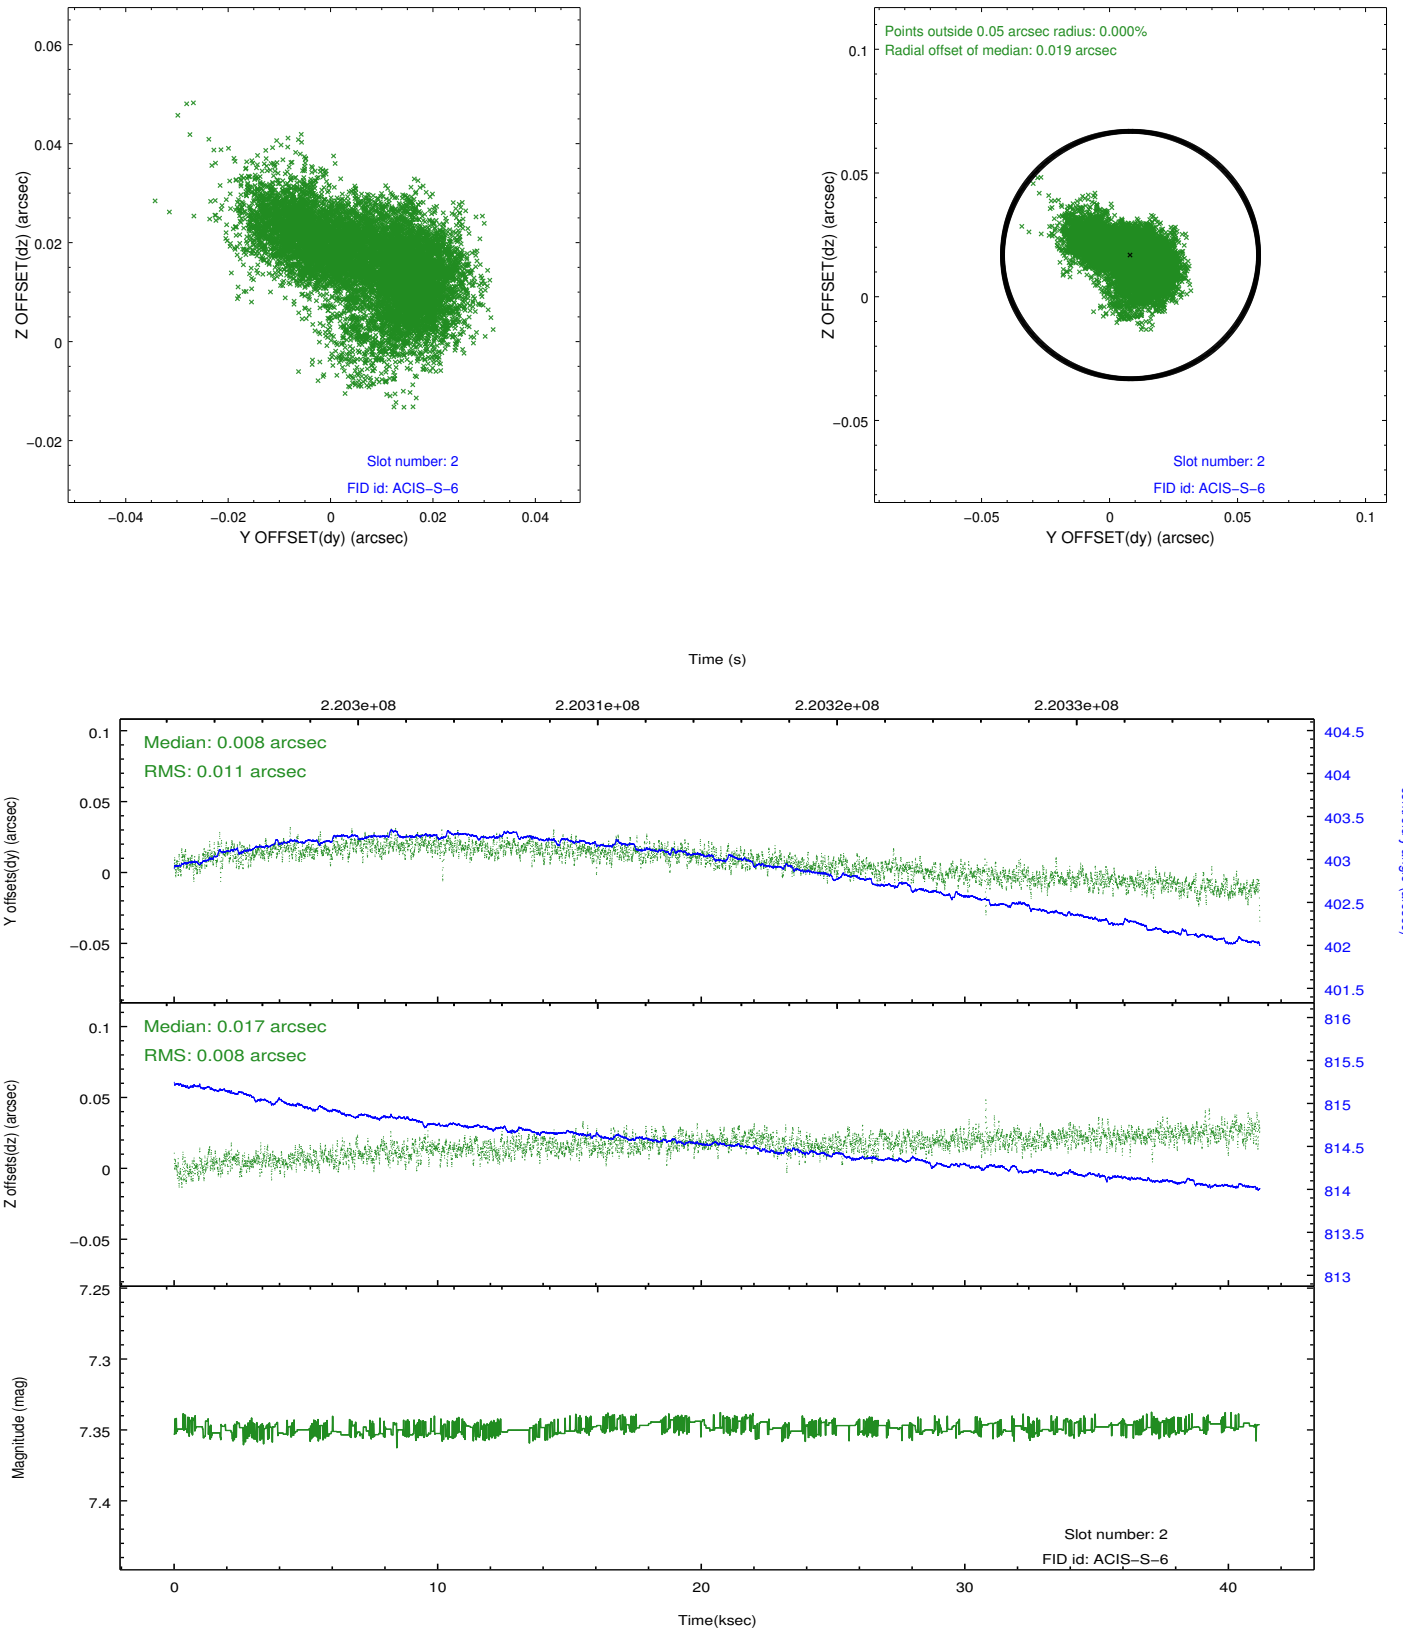 0.06
0.04
0.02
0
−0.02
Z OFFSET(dz) (arcsec)
Slot number: 2
FID id: ACIS−S−6
−0.04 −0.02 0 0.02 0.04
Y OFFSET(dy) (arcsec)
Points outside 0.05 arcsec radius: 0.000%
Radial offset of median: 0.019 arcsec
0.1
0.05
0
−0.05
Z OFFSET(dz) (arcsec)
Slot number: 2
FID id: ACIS−S−6
−0.05 0 0.05 0.1
Y OFFSET(dy) (arcsec)
Time (s)
2.203e+08 2.2031e+08 2.2032e+08 2.2033e+08
Median: 0.008 arcsec
RMS: 0.011 arcsec
0.1
0.05
0
−0.05
Y offsets(dy) (arcsec)
404.5
404
403.5
403
402.5
402
401.5
Median: 0.017 arcsec
RMS: 0.008 arcsec
0.1
0.05
0
−0.05
Z offsets(dz) (arcsec)
816
815.5
815
814.5
814
813.5
813
7.25
7.3
7.35
7.4
Magnitude (mag)
Slot number: 2
FID id: ACIS−S−6
0 10 20 30 40
Time(ksec)